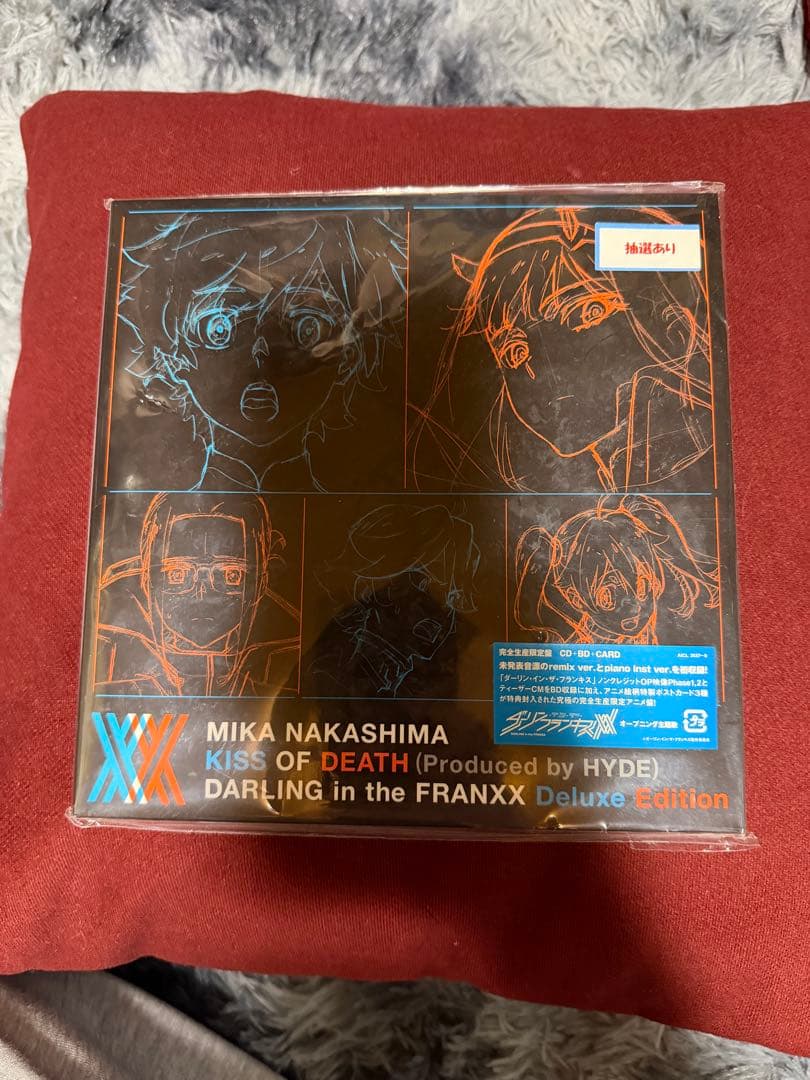 抽選あり
完全生産限定盤 CD+BD+CARD
未発表音源のremix ver.とpiano inst ver.を初収録!
「ダーリン・イン・ザ・フランキス」ノンクレジットOP映像Phase1,2と
ティーザーCMをBD収録に加え、アニメ絵柄特製ポストカード3種
が特典封入された究極の完全生産限定アニメ盤!
ダーリン・イン・ザ・フランキス オープニング主題歌
MIKA NAKASHIMA
KISS OF DEATH (Produced by HYDE)
DARLING in the FRANXX Deluxe Edition